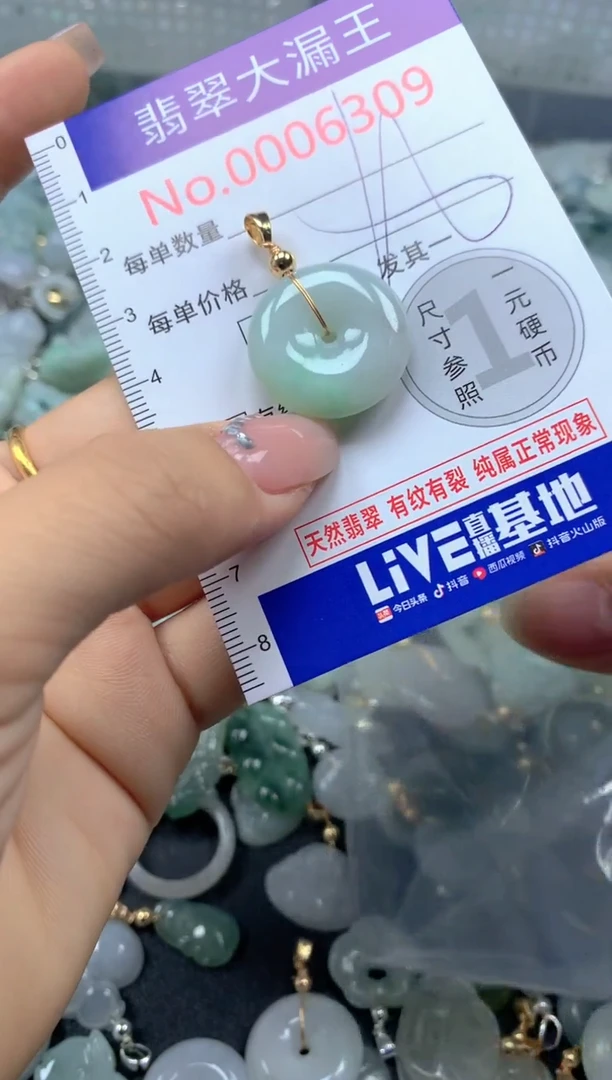 翡翠大漏王
No.0006309
每单数量
每单价格
发其一
一元硬币
1
尺寸参照
天然翡翠 有纹有裂 纯属正常现象
LiVE直播基地
今日头条 抖音 西瓜视频 抖音火山版
0
1
2
3
4
7
8